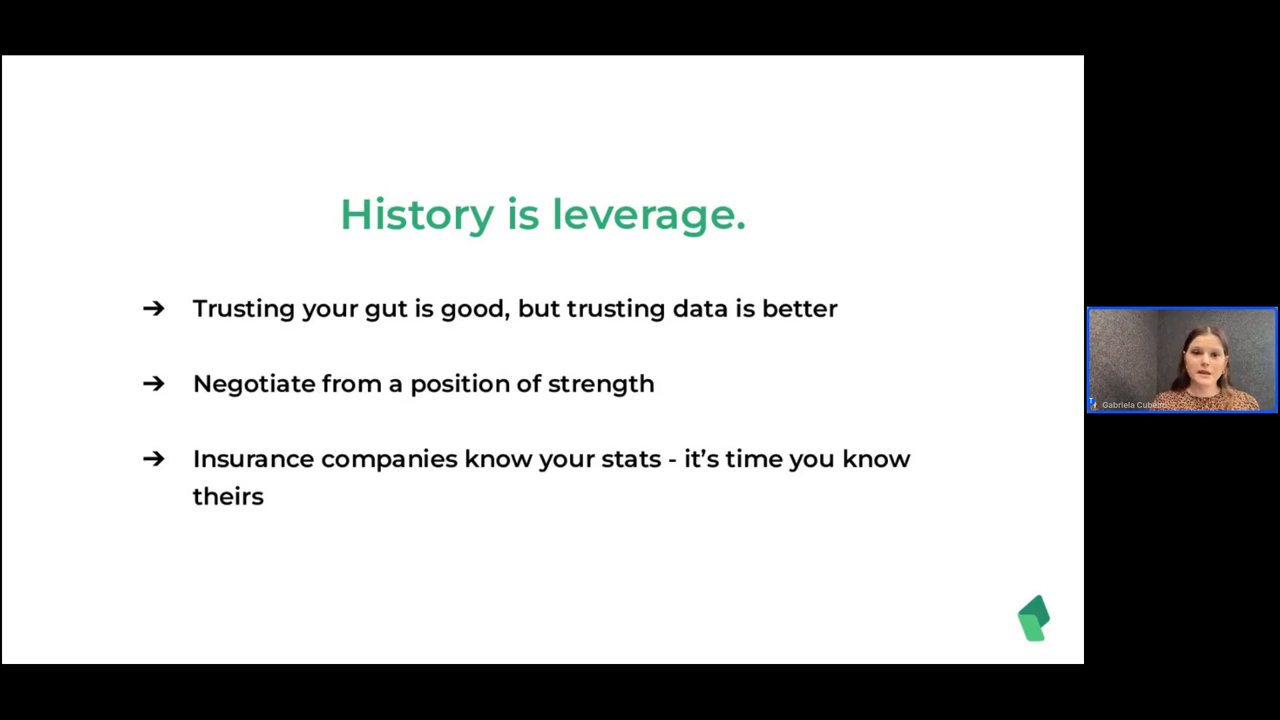 History is leverage.
➔ Trusting your gut is good, but trusting data is better
➔ Negotiate from a position of strength
➔ Insurance companies know your stats - it’s time you know
theirs
Gabriela